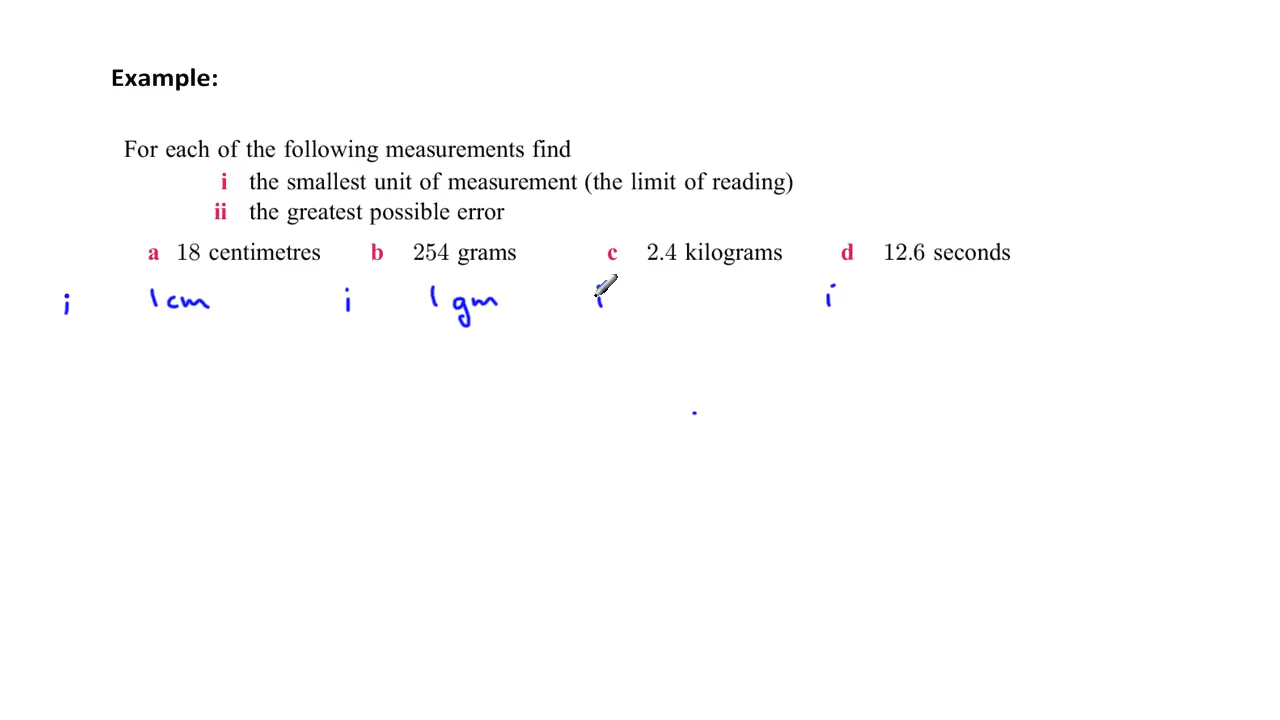 Example:
For each of the following measurements find
i the smallest unit of measurement (the limit of reading)
ii the greatest possible error
a 18 centimetres b 254 grams c 2.4 kilograms d 12.6 seconds
i 1 cm i 1 gm i i